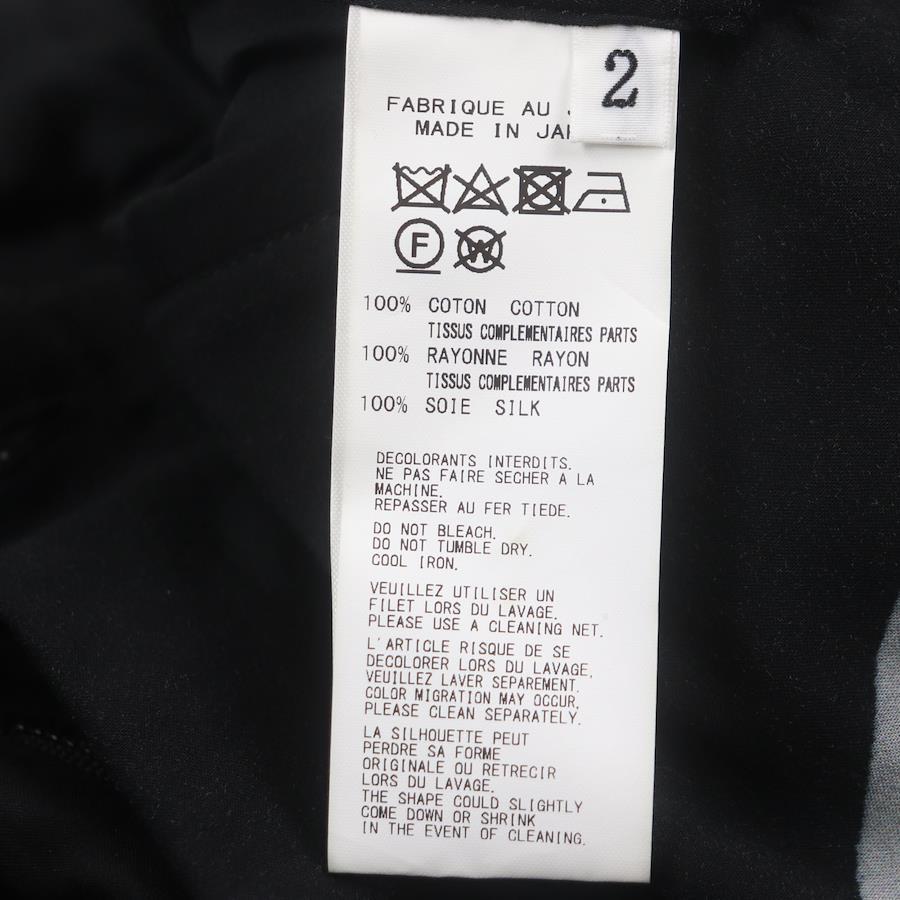 2
FABRIQUE AU
MADE IN
F
W
100% COTON COTTON
TISSUS COMPLEMENTAIRES PARTS
100% RAYONNE RAYON
TISSUS COMPLEMENTAIRES PARTS
100% SOIE SILK
DECOLORANTS INTERDITS.
NE PAS FAIRE SECHER A LA
MACHINE.
REPASSER AU FER TIEDE.
DO NOT BLEACH.
DO NOT TUMBLE DRY.
COOL IRON.
VEUILLEZ UTILISER UN
FILET LORS DU LAVAGE.
PLEASE USE A CLEANING NET.
L'ARTICLE RISQUE DE SE
DECOLORER LORS DU LAVAGE,
VEUILLEZ LAVER SEPAREMENT.
COLOR MIGRATION MAY OCCUR,
PLEASE CLEAN SEPARATELY.
LA SILHOUETTE PEUT
PERDRE SA FORME
ORIGINALE OU RETRECIR
LORS DU LAVAGE.
THE SHAPE COULD SLIGHTLY
COME DOWN OR SHRINK
IN THE EVENT OF CLEANING.